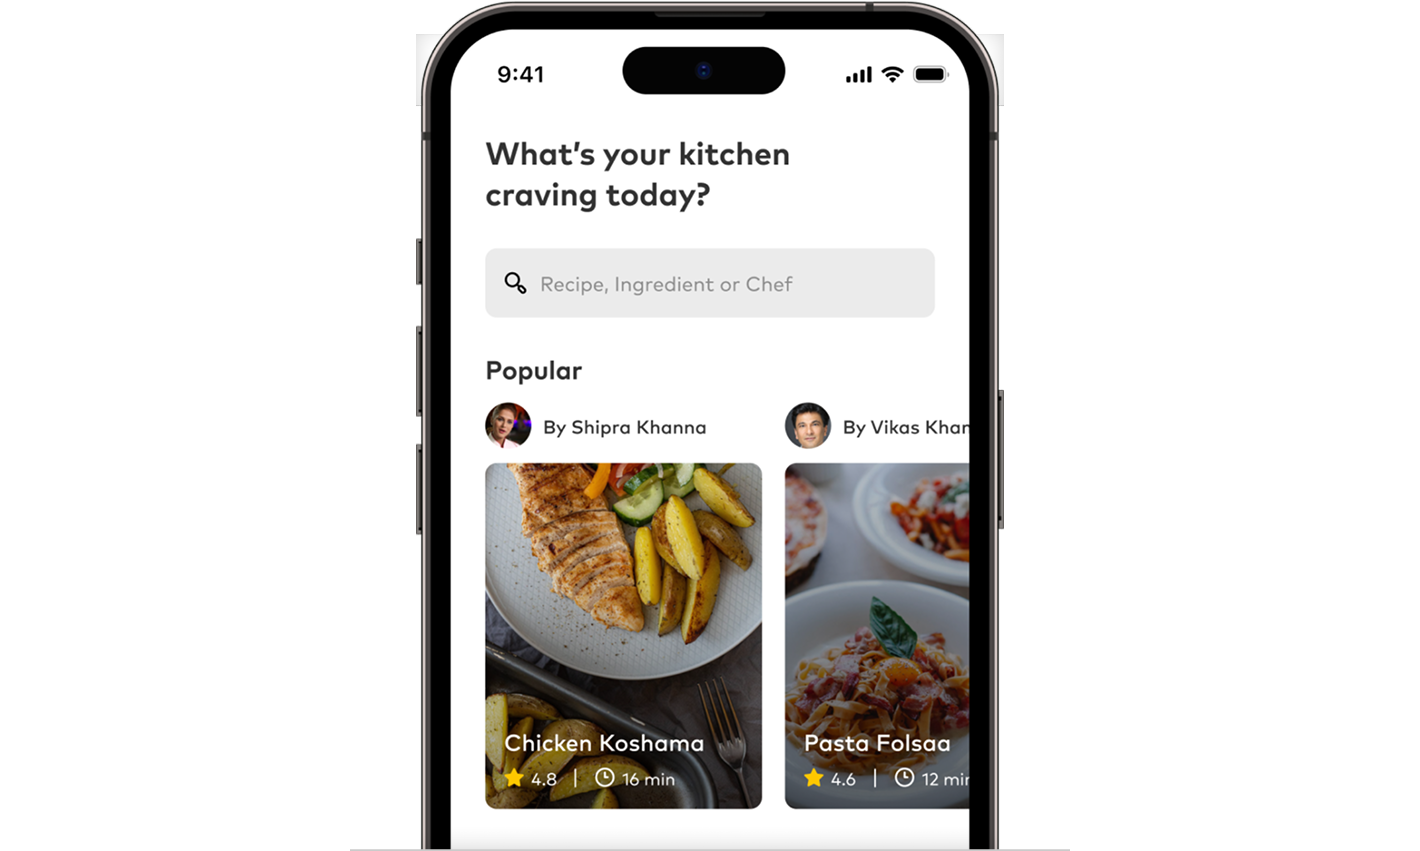 9:41
What's your kitchen
craving today?
Recipe, Ingredient or Chef
Popular
By Shipra Khanna
By Vikas Khan
Chicken Koshama
4.8 | 16 min
Pasta Folsaa
4.6 | 12 min